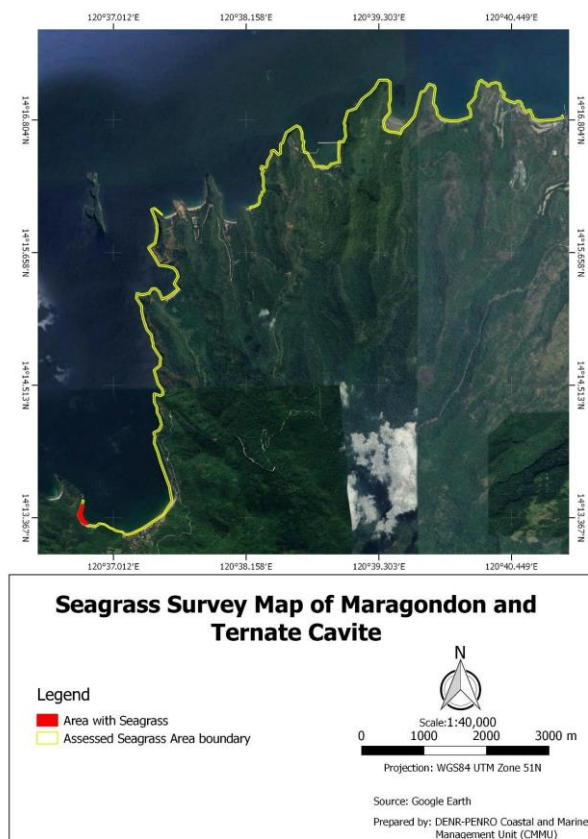 120°37.012'E 120°38.158'E 120°39.303'E 120°40.449'E
14°16.804'N 14°16.804'N
14°15.658'N 14°15.658'N
14°14.513'N 14°14.513'N
14°13.367'N 14°13.367'N
120°37.012'E 120°38.158'E 120°39.303'E 120°40.449'E
Seagrass Survey Map of Maragondon and
Ternate Cavite
Legend
Area with Seagrass
Assessed Seagrass Area boundary
N
Scale:1:40,000
0 1000 2000 3000 m
Projection: WGS84 UTM Zone 51N
Source: Google Earth
Prepared by: DENR-PENRO Coastal and Marine
Management Unit (CMMU)